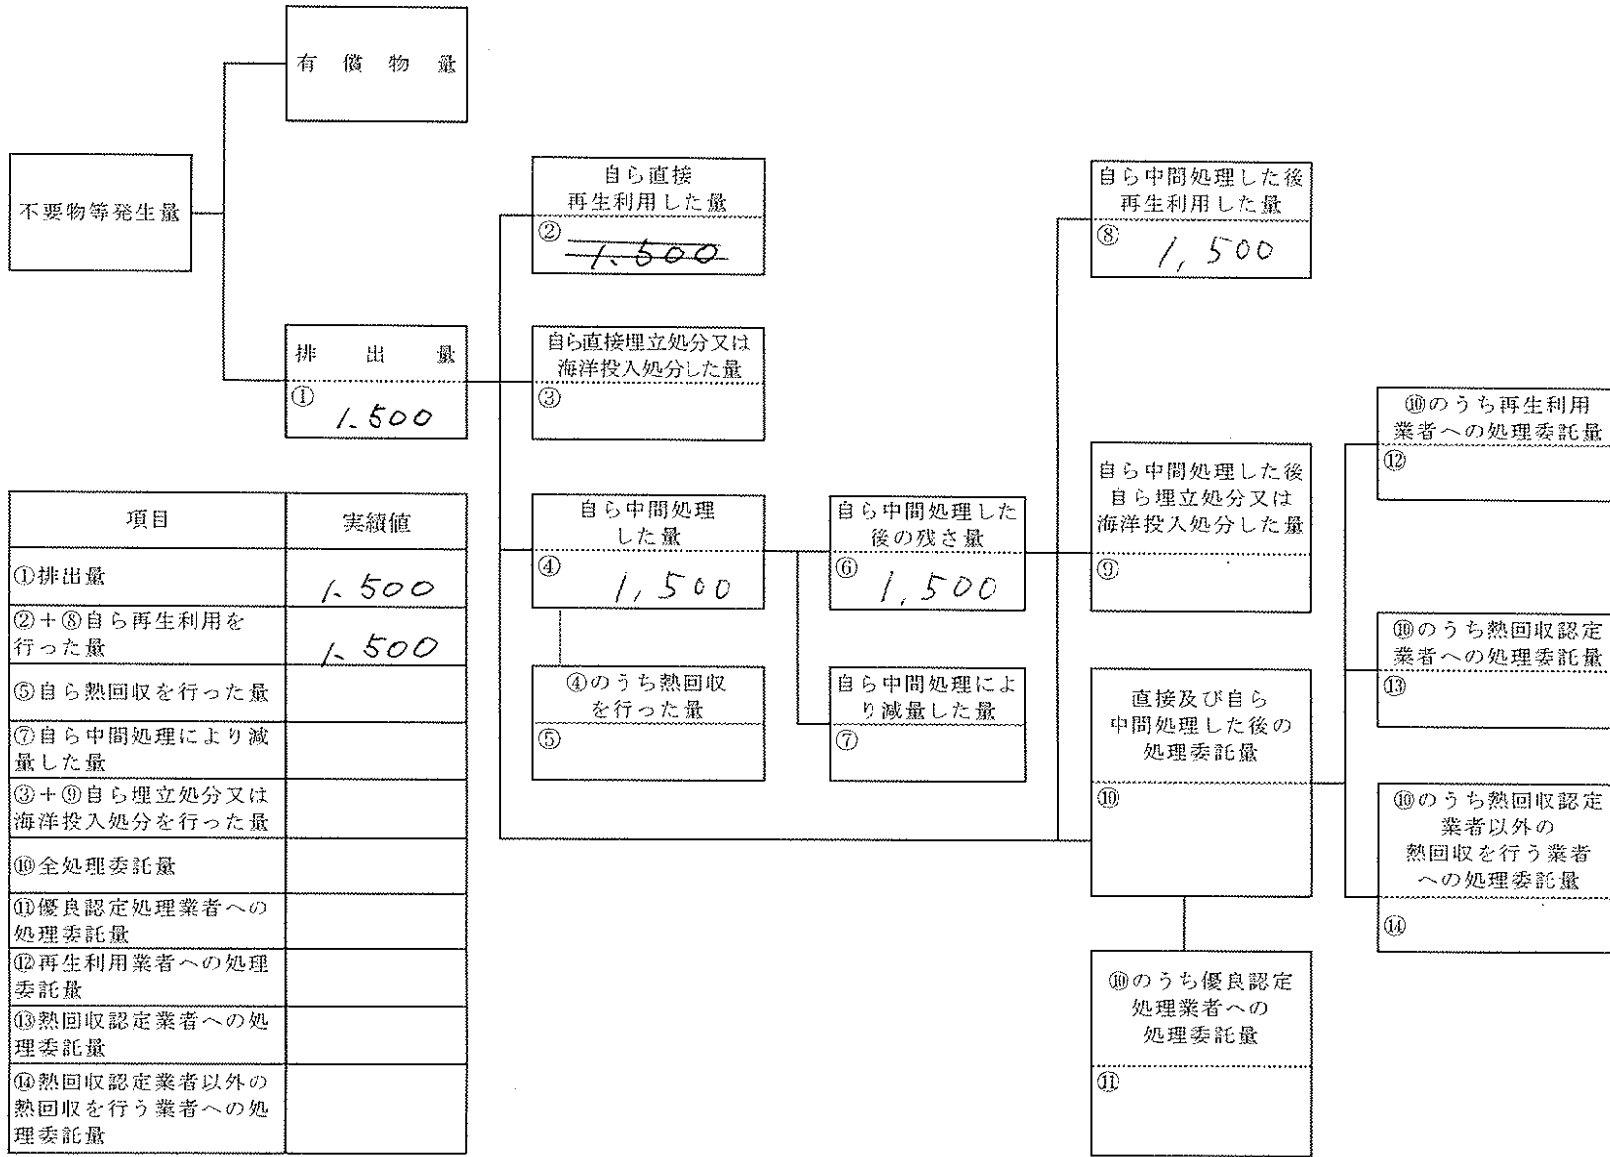 有償物量
不要物等発生量
排出量
①
1.500
自ら直接
再生利用した量
②
1.500
自ら直接埋立処分又は
海洋投入処分した量
③
自ら中間処理
した量
④
1,500
④のうち熱回収
を行った量
⑤
自ら中間処理した
後の残さ量
⑥
1,500
自ら中間処理によ
り減量した量
⑦
自ら中間処理した後
再生利用した量
⑧
1,500
自ら中間処理した後
自ら埋立処分又は
海洋投入処分した量
⑨
直接及び自ら
中間処理した後の
処理委託量
⑩
⑩のうち優良認定
処理業者への
処理委託量
⑪
⑩のうち再生利用
業者への処理委託量
⑫
⑩のうち熱回収認定
業者への処理委託量
⑬
⑩のうち熱回収認定
業者以外の
熱回収を行う業者
への処理委託量
⑭
項目 実績値
①排出量 1.500
②+⑧自ら再生利用を
行った量 1.500
⑤自ら熱回収を行った量
⑦自ら中間処理により減
量した量
③+⑨自ら埋立処分又は
海洋投入処分を行った量
⑩全処理委託量
⑪優良認定処理業者への
処理委託量
⑫再生利用業者への処理
委託量
⑬熱回収認定業者への処
理委託量
⑭熱回収認定業者以外の
熱回収を行う業者への処
理委託量